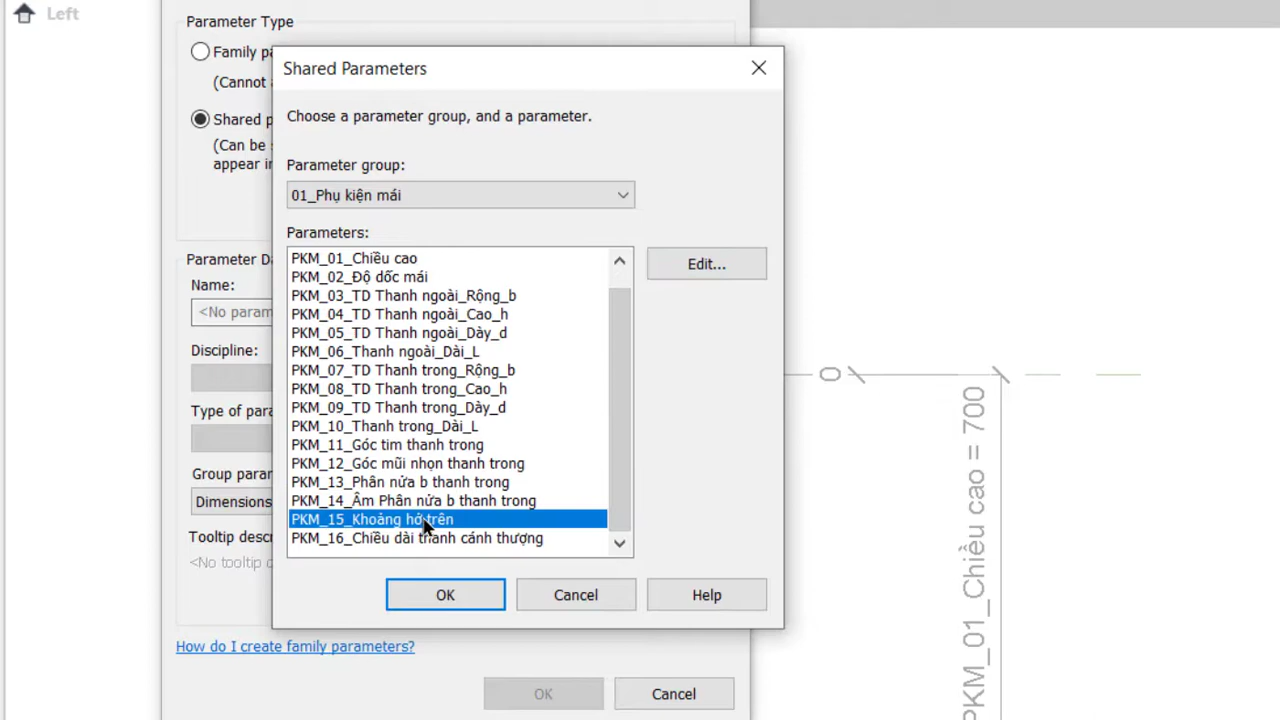 Left
Parameter Type
Family pa
(Cannot a
Shared p
(Can be s
appear in
Shared Parameters
Choose a parameter group, and a parameter.
Parameter group:
01_Phụ kiện mái
Parameters:
PKM_01_Chiều cao
PKM_02_Độ dốc mái
PKM_03_TD Thanh ngoài_Rộng_b
PKM_04_TD Thanh ngoài_Cao_h
PKM_05_TD Thanh ngoài_Dày_d
PKM_06_Thanh ngoài_Dài_L
PKM_07_TD Thanh trong_Rộng_b
PKM_08_TD Thanh trong_Cao_h
PKM_09_TD Thanh trong_Dày_d
PKM_10_Thanh trong_Dài_L
PKM_11_Góc tim thanh trong
PKM_12_Góc mũi nhọn thanh trong
PKM_13_Phân nửa b thanh trong
PKM_14_Âm Phân nửa b thanh trong
PKM_15_Khoảng hở trên
PKM_16_Chiều dài thanh cánh thượng
Edit...
OK
Cancel
Help
Parameter Da
Name:
<No param
Discipline:
Type of para
Group parar
Dimensions
Tooltip descr
<No tooltip d
How do I create family parameters?
OK
Cancel
0
PKM_01_Chiều cao = 700